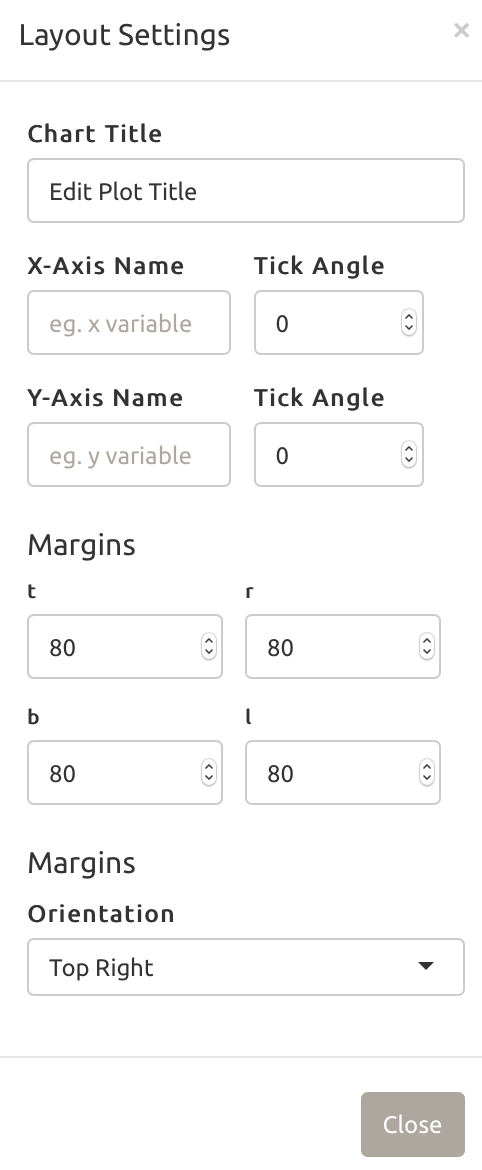 Layout Settings ×
Chart Title
Edit Plot Title
X-Axis Name Tick Angle
eg. x variable 0
Y-Axis Name Tick Angle
eg. y variable 0
Margins
t r
80 80
b l
80 80
Margins
Orientation
Top Right
Close